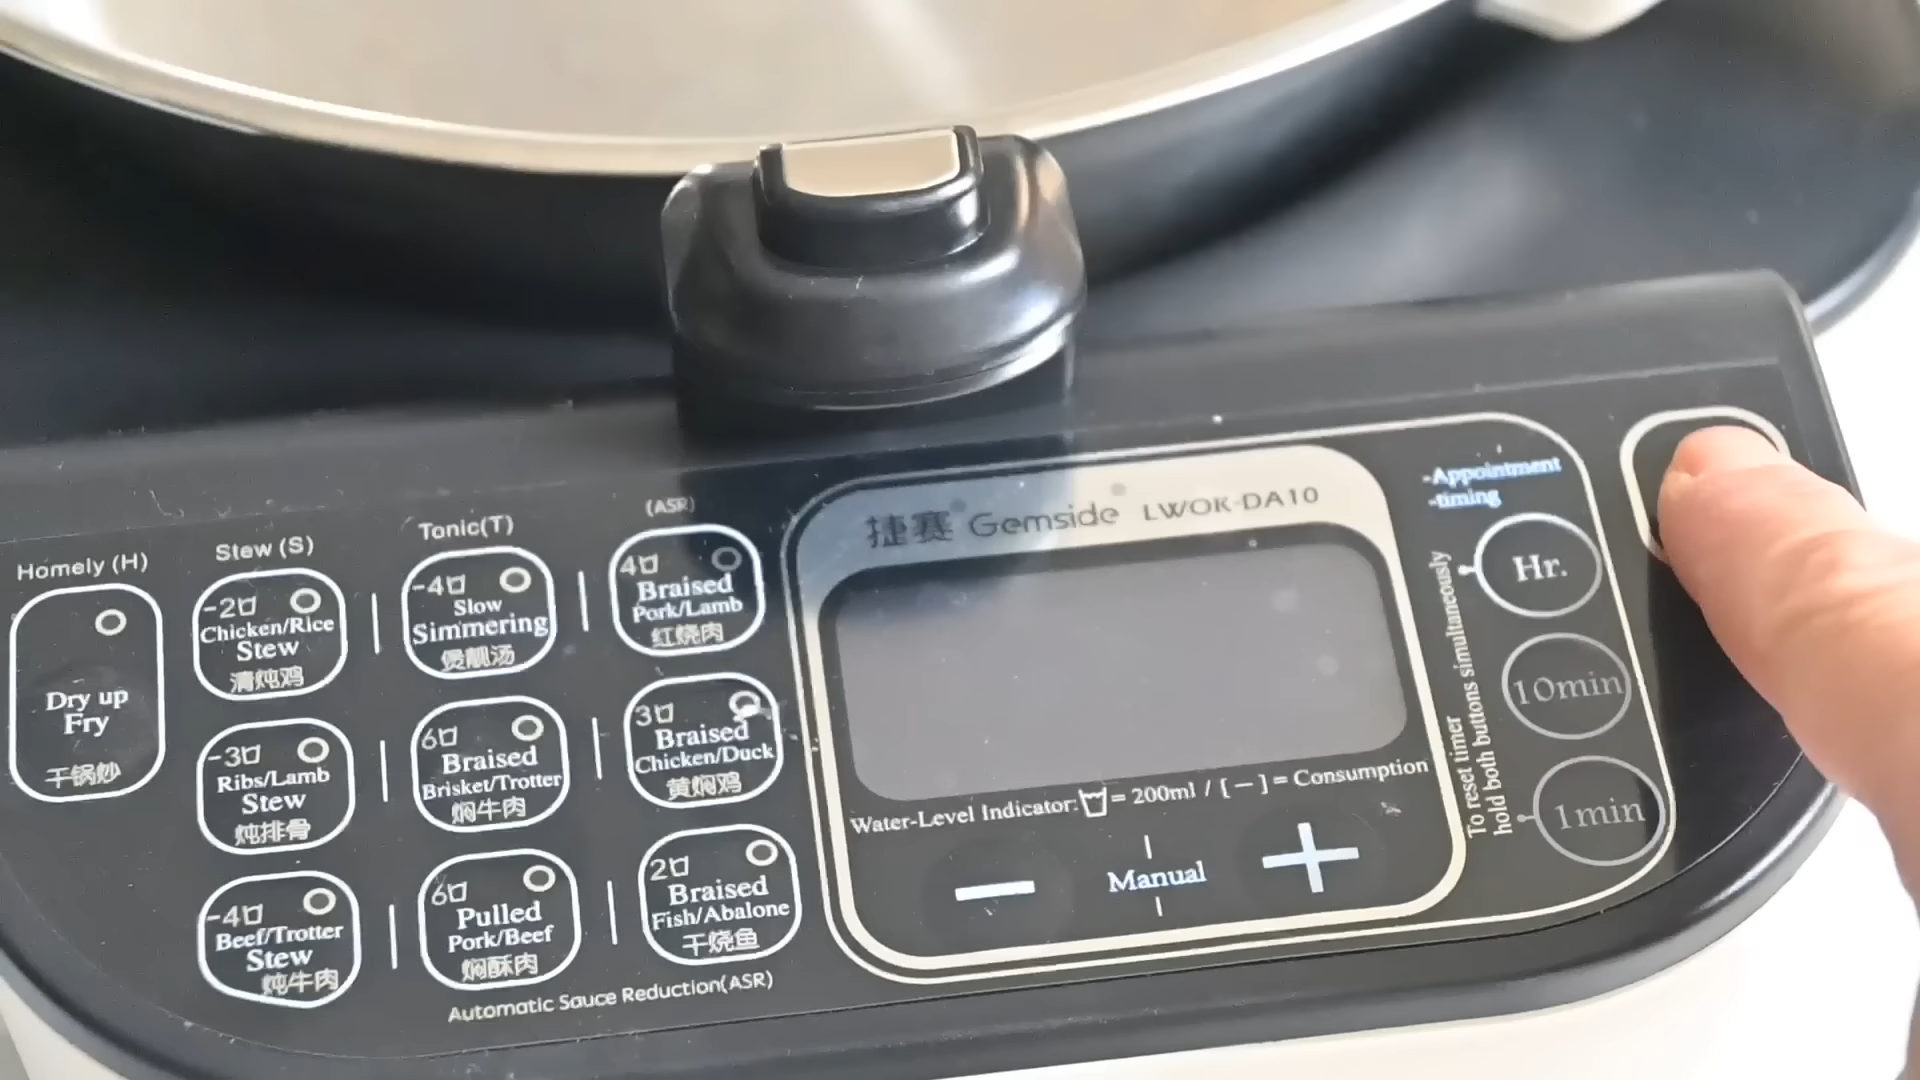 Homely (H)
Dry up
Fry
干锅炒
Stew (S)
-2
Chicken/Rice
Stew
清炖鸡
-3
Ribs/Lamb
Stew
炖排骨
-4
Beef/Trotter
Stew
炖牛肉
Tonic(T)
-4
Slow
Simmering
煲靓汤
6
Braised
Brisket/Trotter
焖牛肉
6
Pulled
Pork/Beef
焖酥肉
(ASR)
4
Braised
Pork/Lamb
红烧肉
3
Braised
Chicken/Duck
黄焖鸡
2
Braised
Fish/Abalone
干烧鱼
Automatic Sauce Reduction(ASR)
捷赛® Gemside® LWOK-DA10
Water-Level Indicator: = 200ml / [ — ] = Consumption
− Manual +
-Appointment
-timing
To reset timer
hold both buttons simultaneously
Hr.
10min
1min